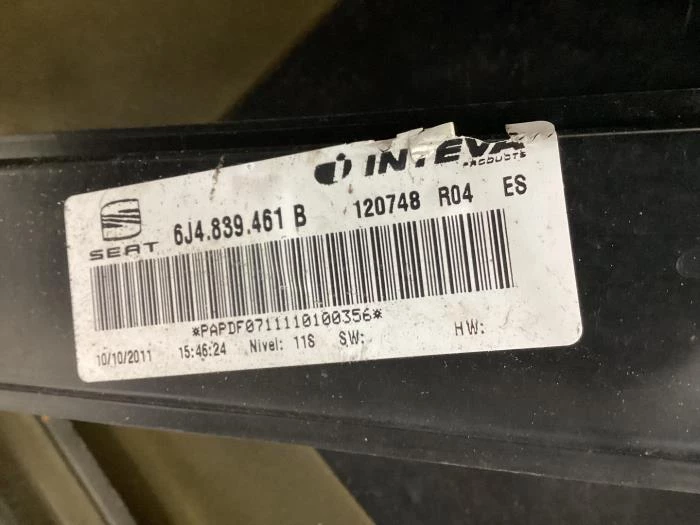 INTEVA
PRODUCTS
SEAT
6J4.839.461 B 120748 R04 ES
*PAPDF0711110100356*
10/10/2011 15:46:24 Nivel: 11S SW: HW: